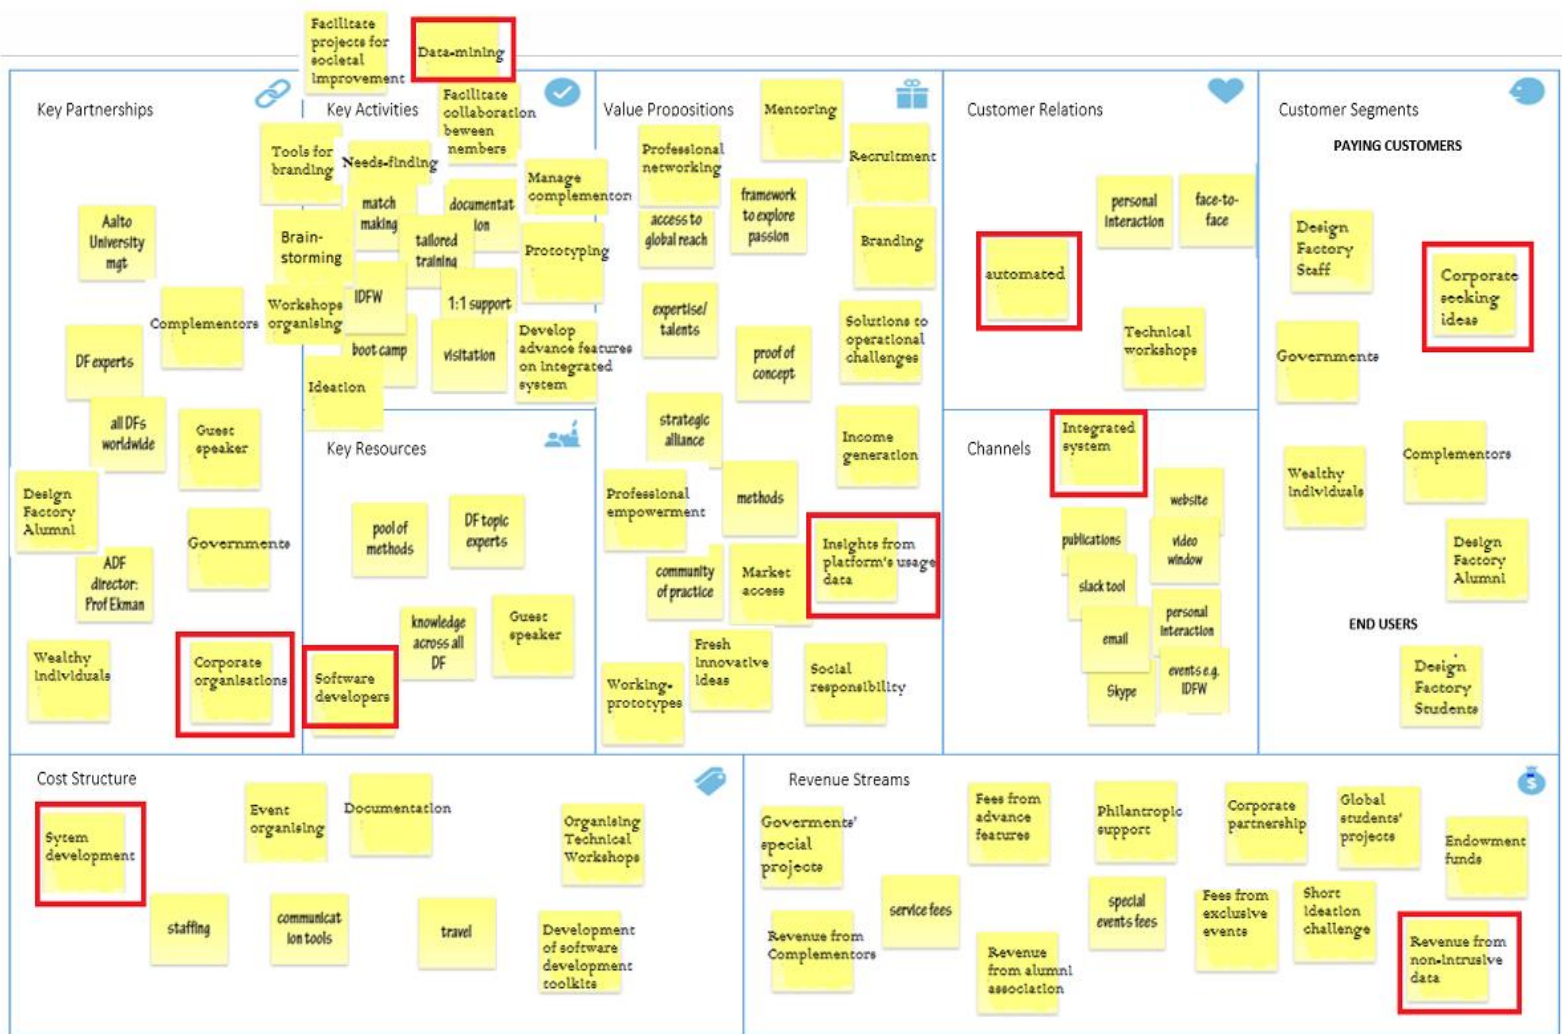 Facilitate
projects for
societal
improvement
Data-mining
Key Partnerships
Aalto
University
mgt
Complementors
DF experts
all DFs
worldwide
Guest
speaker
Design
Factory
Alumni
Governments
ADF
director:
Prof Ekman
Wealthy
individuals
Corporate
organisations
Key Activities
Facilitate
collaboration
beween
members
Tools for
branding
Needs-finding
Manage
complementors
match
making
documentat
ion
Brain-
storming
tailored
training
Prototyping
IDFW
1:1 support
Workshops
organising
boot camp
visitation
Develop
advance features
on integrated
system
Ideation
Key Resources
pool of
methods
DF topic
experts
knowledge
across all
DF
Guest
speaker
Software
developers
Value Propositions
Mentoring
Professional
networking
Recruitment
framework
to explore
passion
access to
global reach
Branding
expertise/
talents
Solutions to
operational
challenges
proof of
concept
strategic
alliance
Income
generation
Professional
empowerment
methods
Insights from
platform's usage
data
community
of practice
Market
access
Fresh
innovative
ideas
Social
responsibility
Working-
prototypes
Customer Relations
personal
interaction
face-to-
face
automated
Technical
workshops
Channels
Integrated
system
website
publications
video
window
slack tool
personal
interaction
email
Skype
events e.g.
IDFW
Customer Segments
PAYING CUSTOMERS
Design
Factory
Staff
Corporate
seeking
ideas
Governments
Complementors
Wealthy
individuals
Design
Factory
Alumni
END USERS
Design
Factory
Students
Cost Structure
Sytem
development
Event
organising
Documentation
Organising
Technical
Workshops
staffing
communicat
ion tools
travel
Development
of software
development
toolkits
Revenue Streams
Goverments'
special
projects
Fees from
advance
features
Philantropic
support
Corporate
partnership
Global
students'
projects
Endowment
funds
service fees
special
events fees
Fees from
exclusive
events
Short
ideation
challenge
Revenue from
Complementors
Revenue
from alumni
association
Revenue from
non-intrusive
data